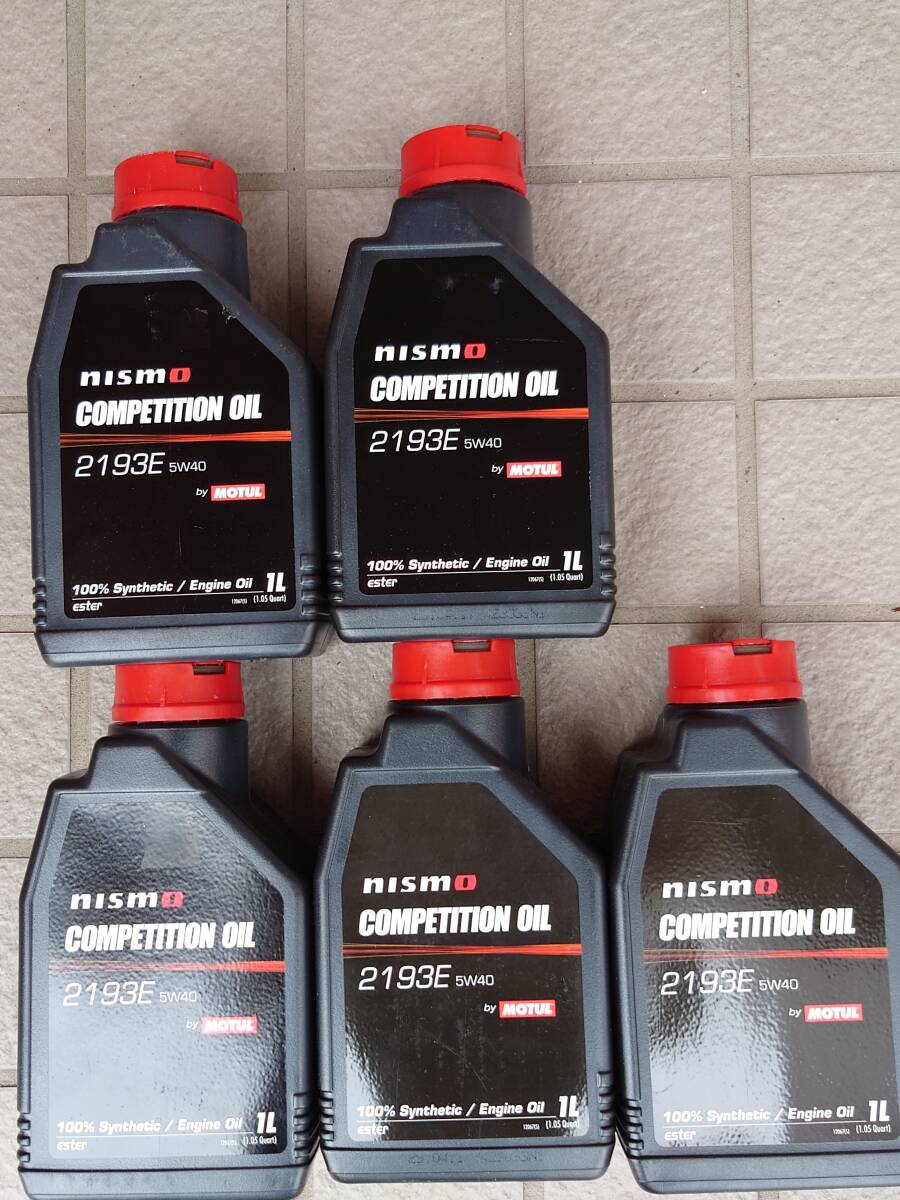 nismo
COMPETITION OIL
2193E 5W40
by MOTUL
100% Synthetic / Engine Oil 1L
ester (1.05 Quart)
nismo
COMPETITION OIL
2193E 5W40
by MOTUL
100% Synthetic / Engine Oil 1L
ester (1.05 Quart)
nismo
COMPETITION OIL
2193E 5W40
by MOTUL
100% Synthetic / Engine Oil 1L
ester (1.05 Quart)
nismo
COMPETITION OIL
2193E 5W40
by MOTUL
100% Synthetic / Engine Oil 1L
ester (1.05 Quart)
nismo
COMPETITION OIL
2193E 5W40
by MOTUL
100% Synthetic / Engine Oil 1L
ester (1.05 Quart)